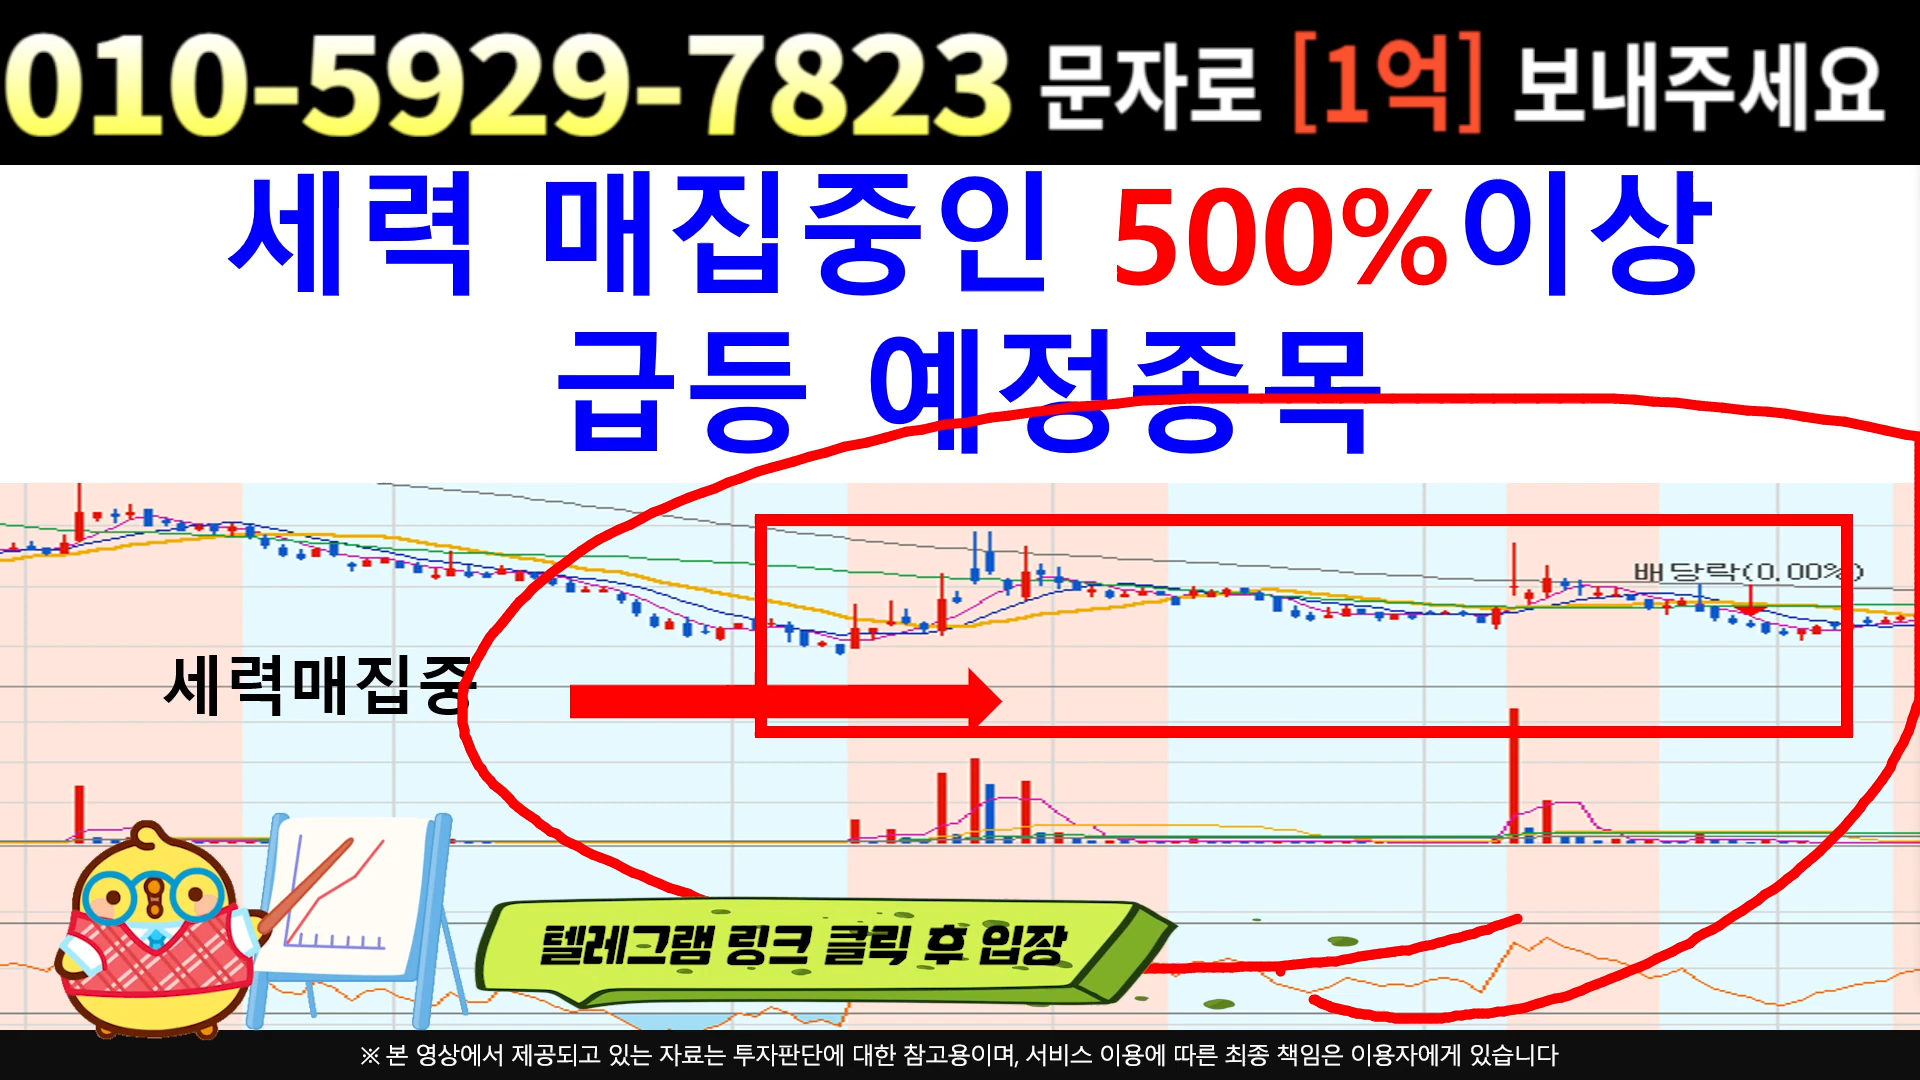 010-5929-7823 문자로 [1억] 보내주세요
세력 매집중인 500%이상
급등 예정종목
배당락(0.00%)
세력매집중
텔레그램 링크 클릭 후 입장
※ 본 영상에서 제공되고 있는 자료는 투자판단에 대한 참고용이며, 서비스 이용에 따른 최종 책임은 이용자에게 있습니다